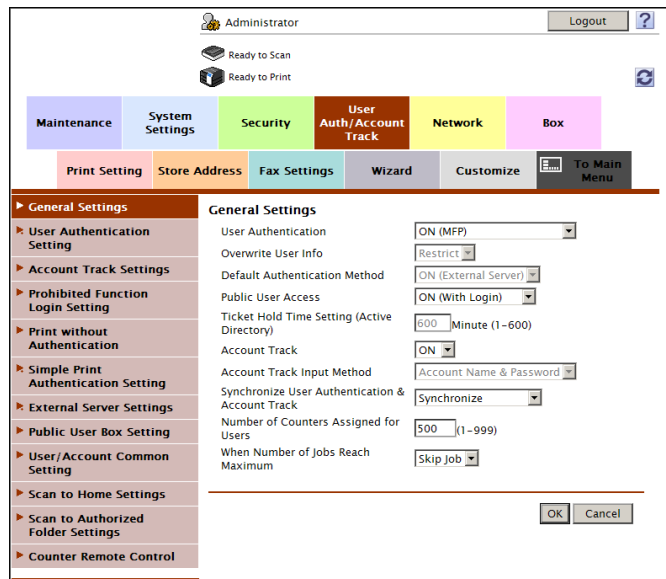 Administrator
Logout
?
Ready to Scan
Ready to Print
Maintenance
System
Settings
Security
User
Auth/Account
Track
Network
Box
Print Setting
Store Address
Fax Settings
Wizard
Customize
To Main
Menu
General Settings
User Authentication
Setting
Account Track Settings
Prohibited Function
Login Setting
Print without
Authentication
Simple Print
Authentication Setting
External Server Settings
Public User Box Setting
User/Account Common
Setting
Scan to Home Settings
Scan to Authorized
Folder Settings
Counter Remote Control
General Settings
User Authentication
ON (MFP)
Overwrite User Info
Restrict
Default Authentication Method
ON (External Server)
Public User Access
ON (With Login)
Ticket Hold Time Setting (Active
Directory)
600 Minute (1-600)
Account Track
ON
Account Track Input Method
Account Name & Password
Synchronize User Authentication &
Account Track
Synchronize
Number of Counters Assigned for
Users
500 (1-999)
When Number of Jobs Reach
Maximum
Skip Job
OK
Cancel